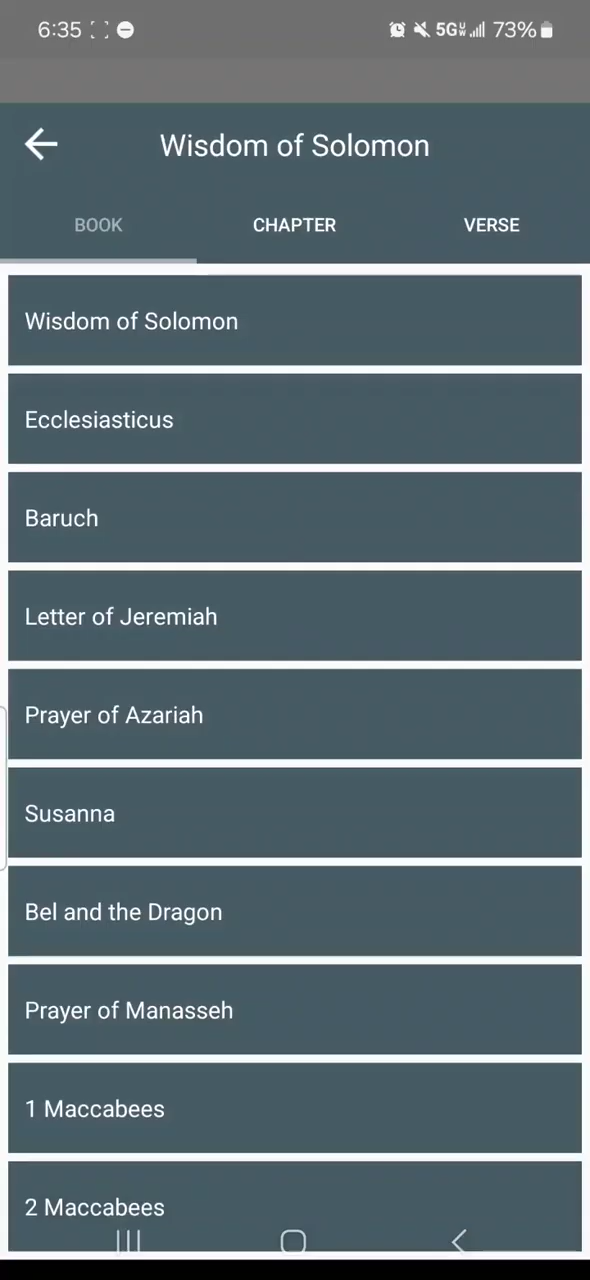 6:35 5G 73%
Wisdom of Solomon
BOOK CHAPTER VERSE
Wisdom of Solomon
Ecclesiasticus
Baruch
Letter of Jeremiah
Prayer of Azariah
Susanna
Bel and the Dragon
Prayer of Manasseh
1 Maccabees
2 Maccabees